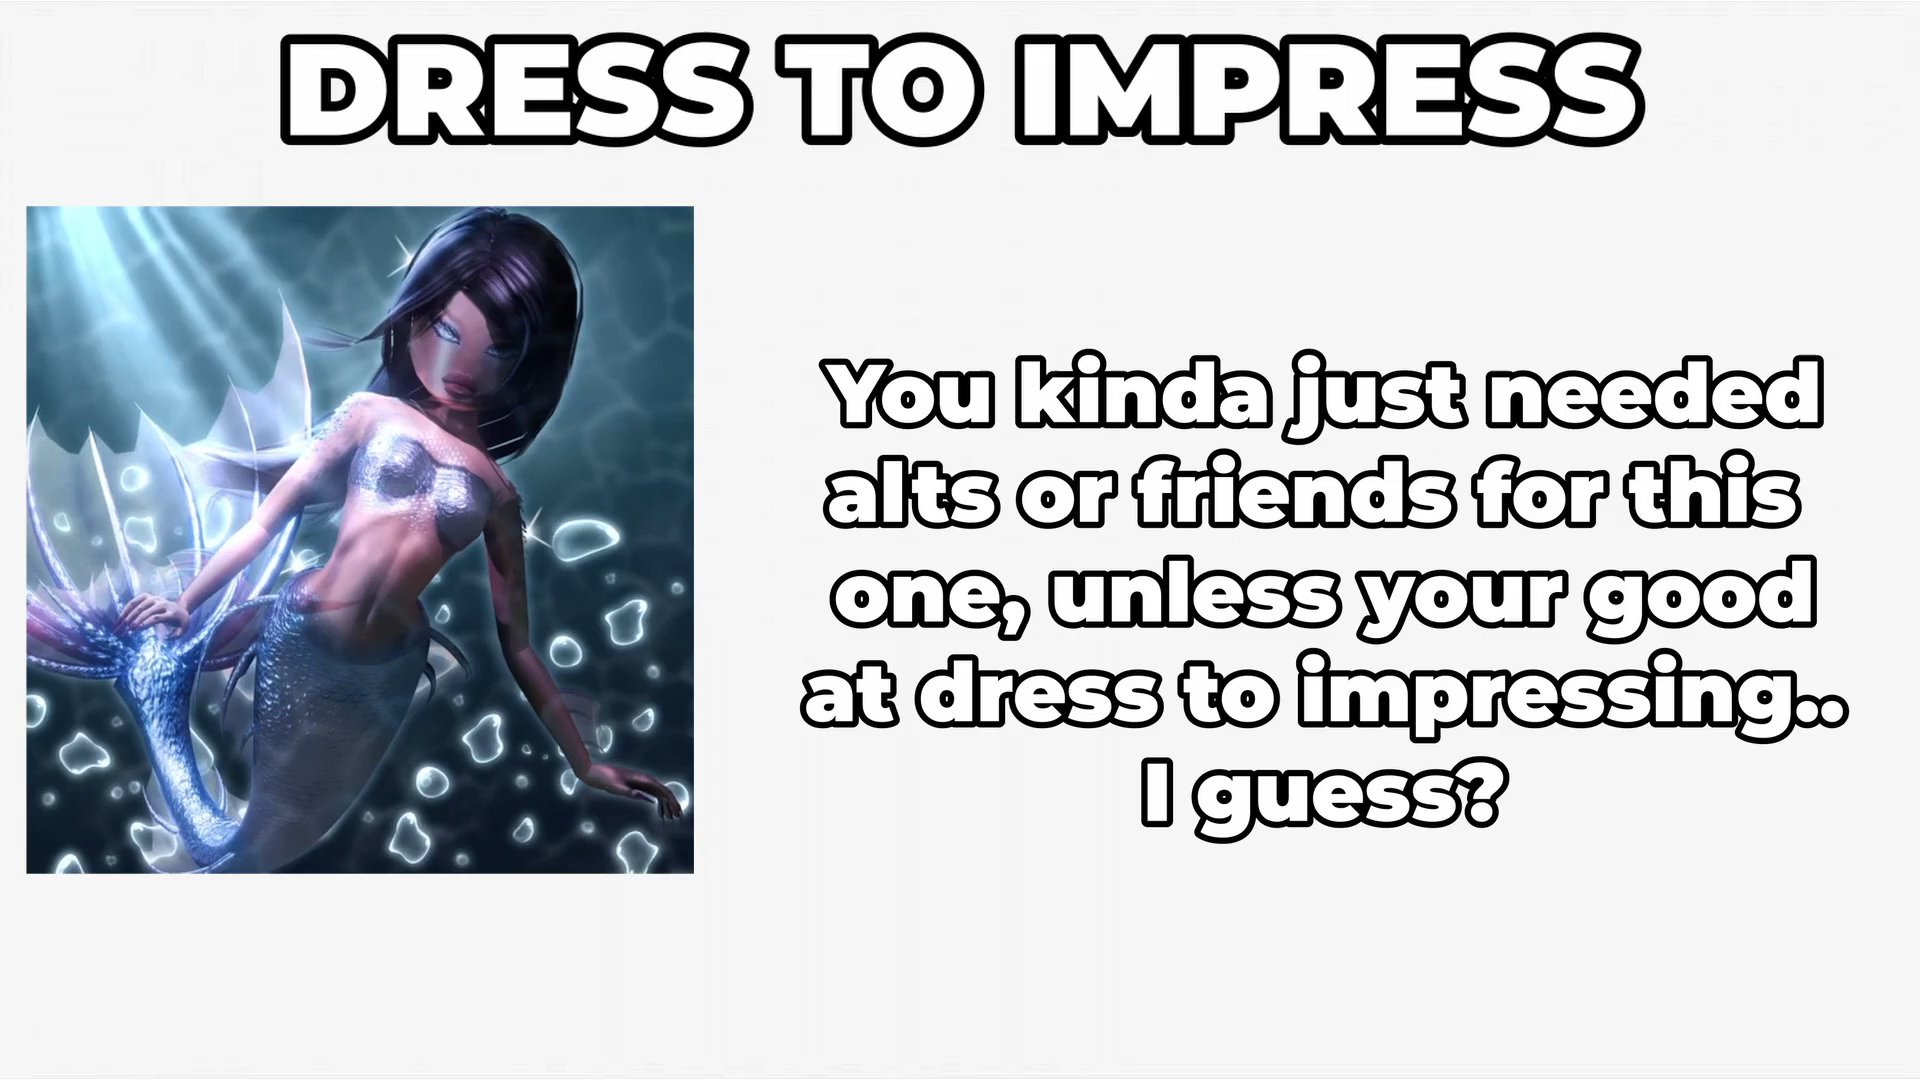 DRESS TO IMPRESS
You kinda just needed
alts or friends for this
one, unless your good
at dress to impressing..
I guess?